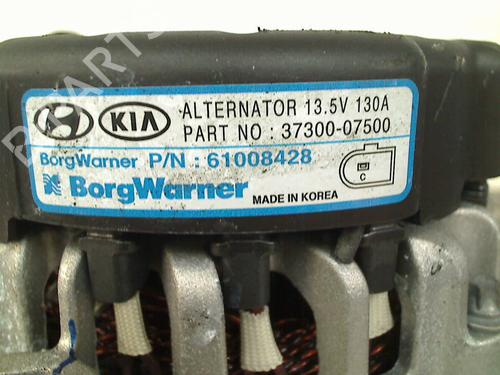 KIA ALTERNATOR 13.5V 130A
PART NO : 37300-07500
BorgWarner P/N : 61008428
BorgWarner
MADE IN KOREA
C